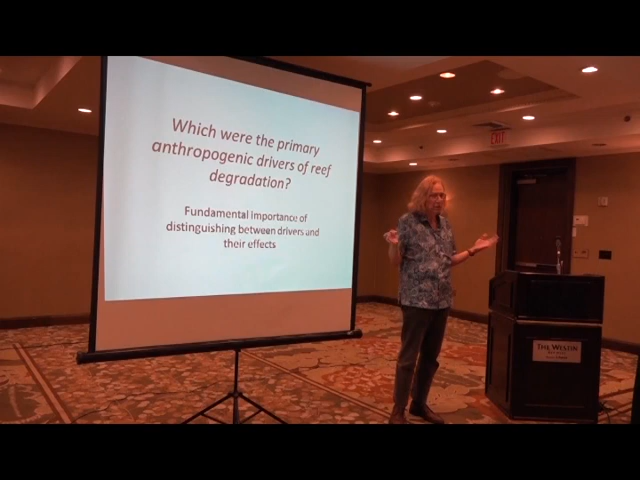 Which were the primary
anthropogenic drivers of reef
degradation?
Fundamental importance of
distinguishing between drivers and
their effects
EXIT
THE WESTIN